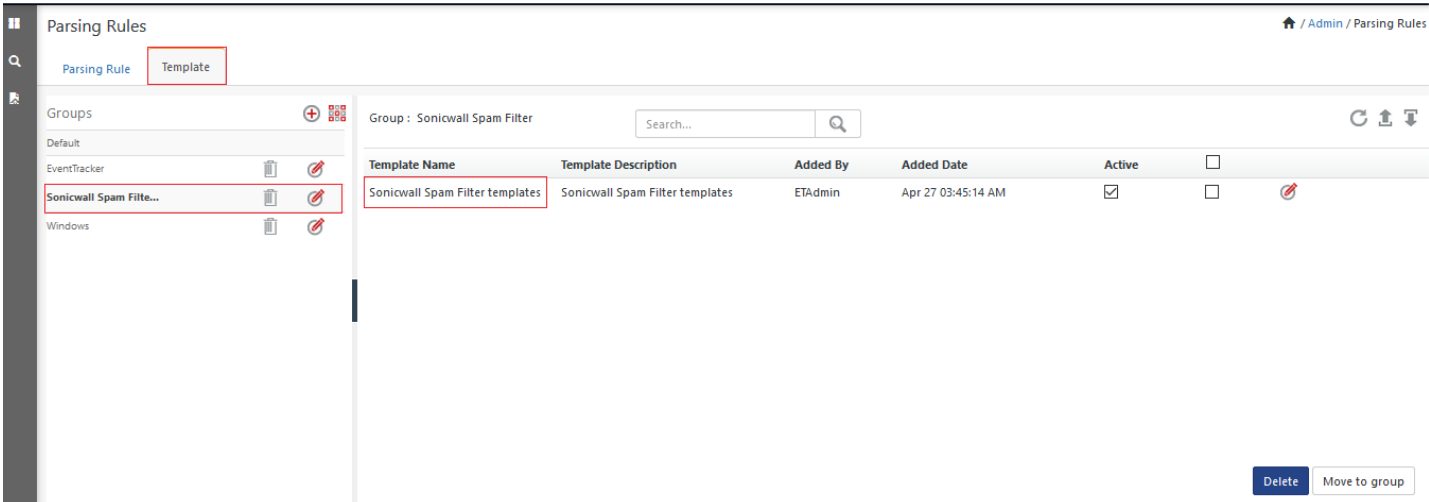 Parsing Rules
/ Admin / Parsing Rules
Parsing Rule
Template
Groups
Default
EventTracker
Sonicwall Spam Filte...
Windows
Group : Sonicwall Spam Filter
Search...
Template Name Template Description Added By Added Date Active
Sonicwall Spam Filter templates Sonicwall Spam Filter templates ETAdmin Apr 27 03:45:14 AM
Delete Move to group